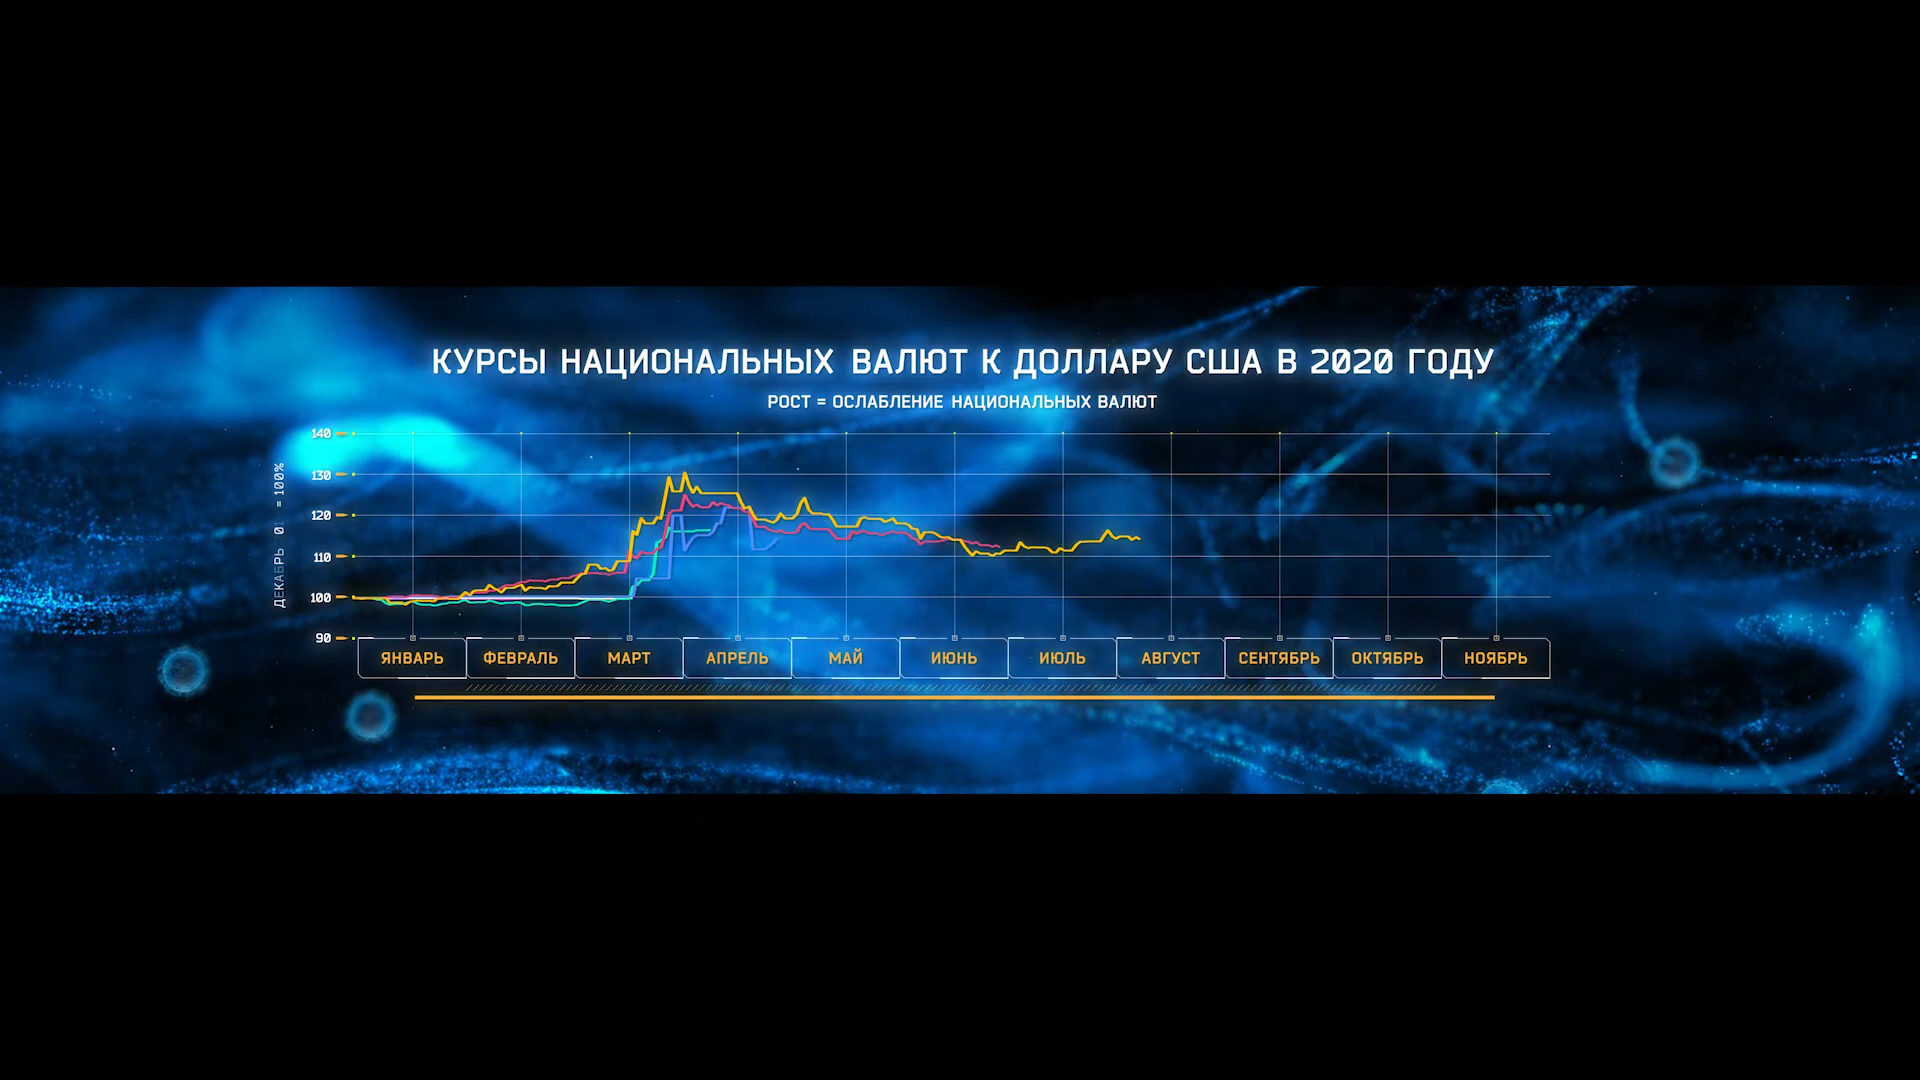 КУРСЫ НАЦИОНАЛЬНЫХ ВАЛЮТ К ДОЛЛАРУ США В 2020 ГОДУ
РОСТ = ОСЛАБЛЕНИЕ НАЦИОНАЛЬНЫХ ВАЛЮТ
140
130
120
110
100
90
ДЕКАБРЬ 01 = 100%
ЯНВАРЬ ФЕВРАЛЬ МАРТ АПРЕЛЬ МАЙ ИЮНЬ ИЮЛЬ АВГУСТ СЕНТЯБРЬ ОКТЯБРЬ НОЯБРЬ